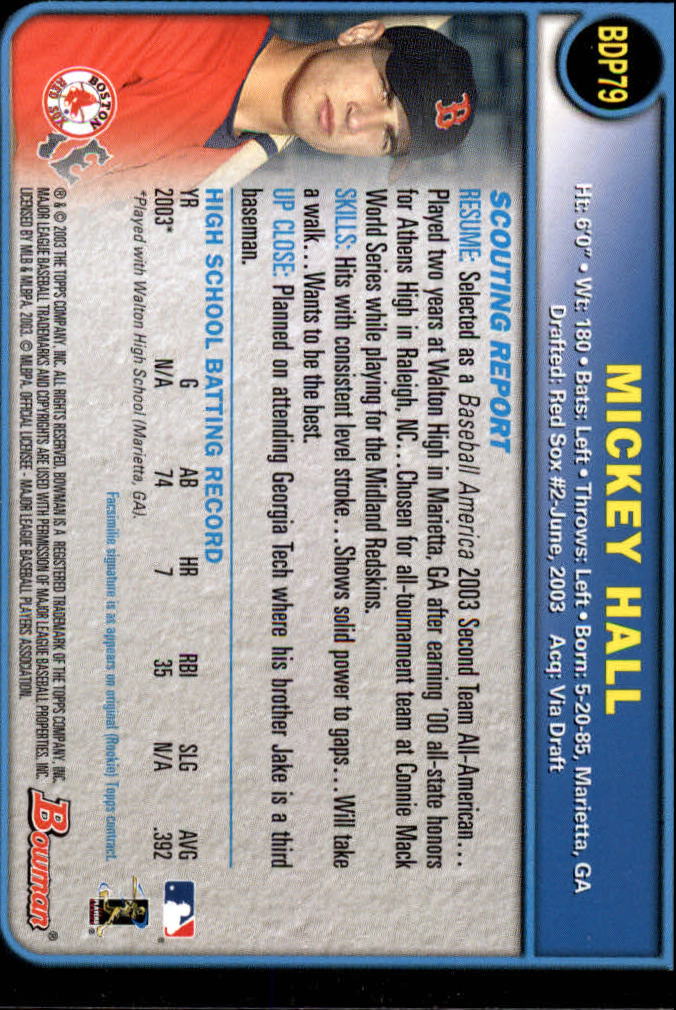 BDP79
MICKEY HALL
Ht: 6'0" • Wt: 180 • Bats: Left • Throws: Left • Born: 5-20-85, Marietta, GA
Drafted: Red Sox #2-June, 2003 Acq: Via Draft
B
BOSTON
RED SOX
SCOUTING REPORT
RESUME: Selected as a Baseball America 2003 Second Team All-American...
Played two years at Walton High in Marietta, GA after earning '00 all-state honors
for Athens High in Raleigh, NC...Chosen for all-tournament team at Connie Mack
World Series while playing for the Midland Redskins.
SKILLS: Hits with consistent level stroke...Shows solid power to gaps...Will take
a walk...Wants to be the best.
UP CLOSE: Planned on attending Georgia Tech where his brother Jake is a third
baseman.
HIGH SCHOOL BATTING RECORD
YR G AB HR RBI SLG AVG
2003* N/A 74 7 35 N/A .392
*Played with Walton High School (Marietta, GA).
Facsimile signature is as appears on original (Rookie) Topps contract.
® & © 2003 THE TOPPS COMPANY, INC. ALL RIGHTS RESERVED. BOWMAN IS A REGISTERED TRADEMARK OF THE TOPPS COMPANY, INC.
MAJOR LEAGUE BASEBALL TRADEMARKS AND COPYRIGHTS ARE USED WITH PERMISSION OF MAJOR LEAGUE BASEBALL PROPERTIES, INC.
LICENSED BY MLB & MLBPA, 2003. © MLBPA. OFFICIAL LICENSEE - MAJOR LEAGUE BASEBALL PLAYERS ASSOCIATION.
Bowman®